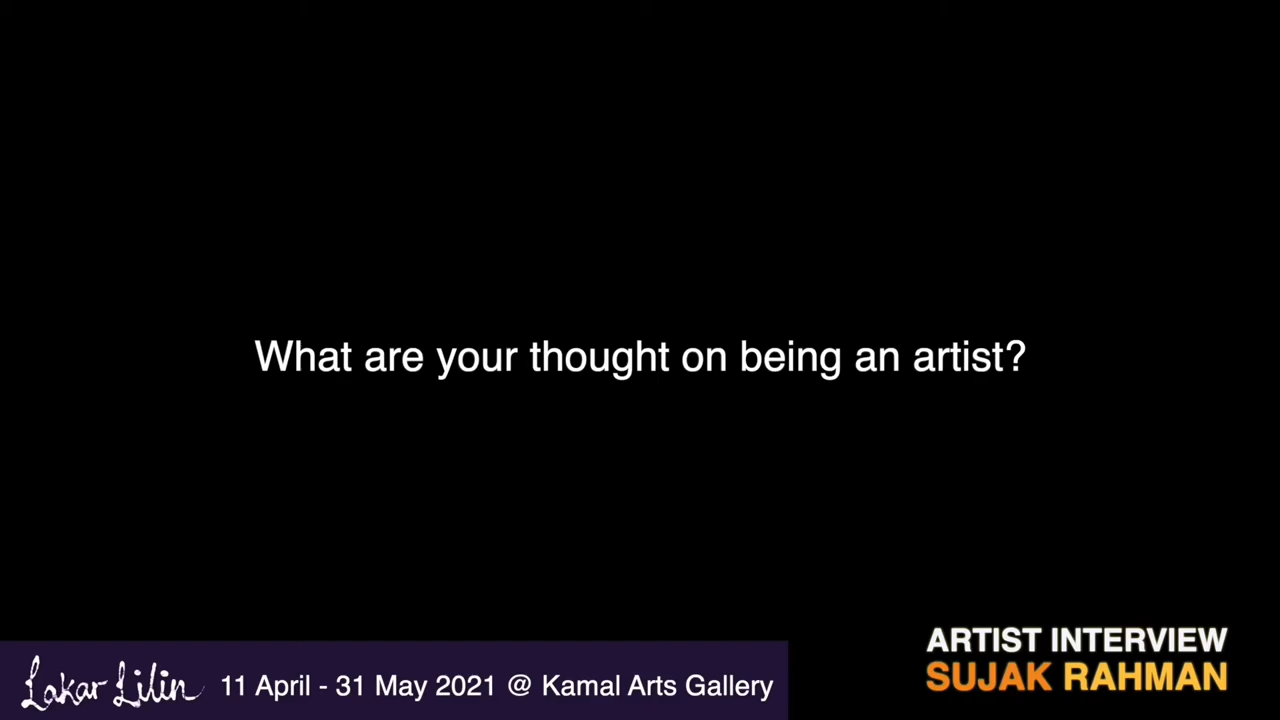 What are your thought on being an artist?
ARTIST INTERVIEW
SUJAK RAHMAN
Lakar Lilin 11 April - 31 May 2021 @ Kamal Arts Gallery